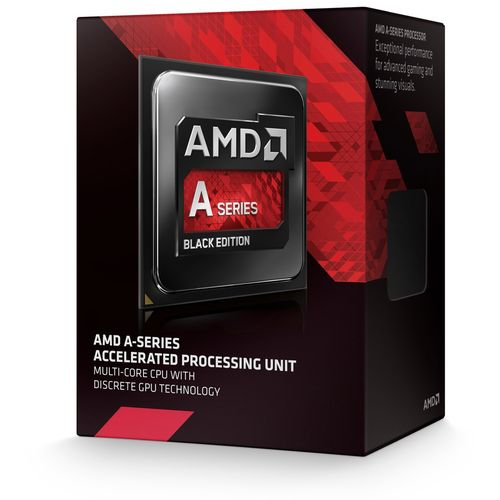 AMD
A SERIES
BLACK EDITION
AMD A-SERIES
ACCELERATED PROCESSING UNIT
MULTI-CORE CPU WITH
DISCRETE GPU TECHNOLOGY
AMD A-SERIES PROCESSOR
Exceptional performance
for advanced gaming and
stunning visuals.
AMD